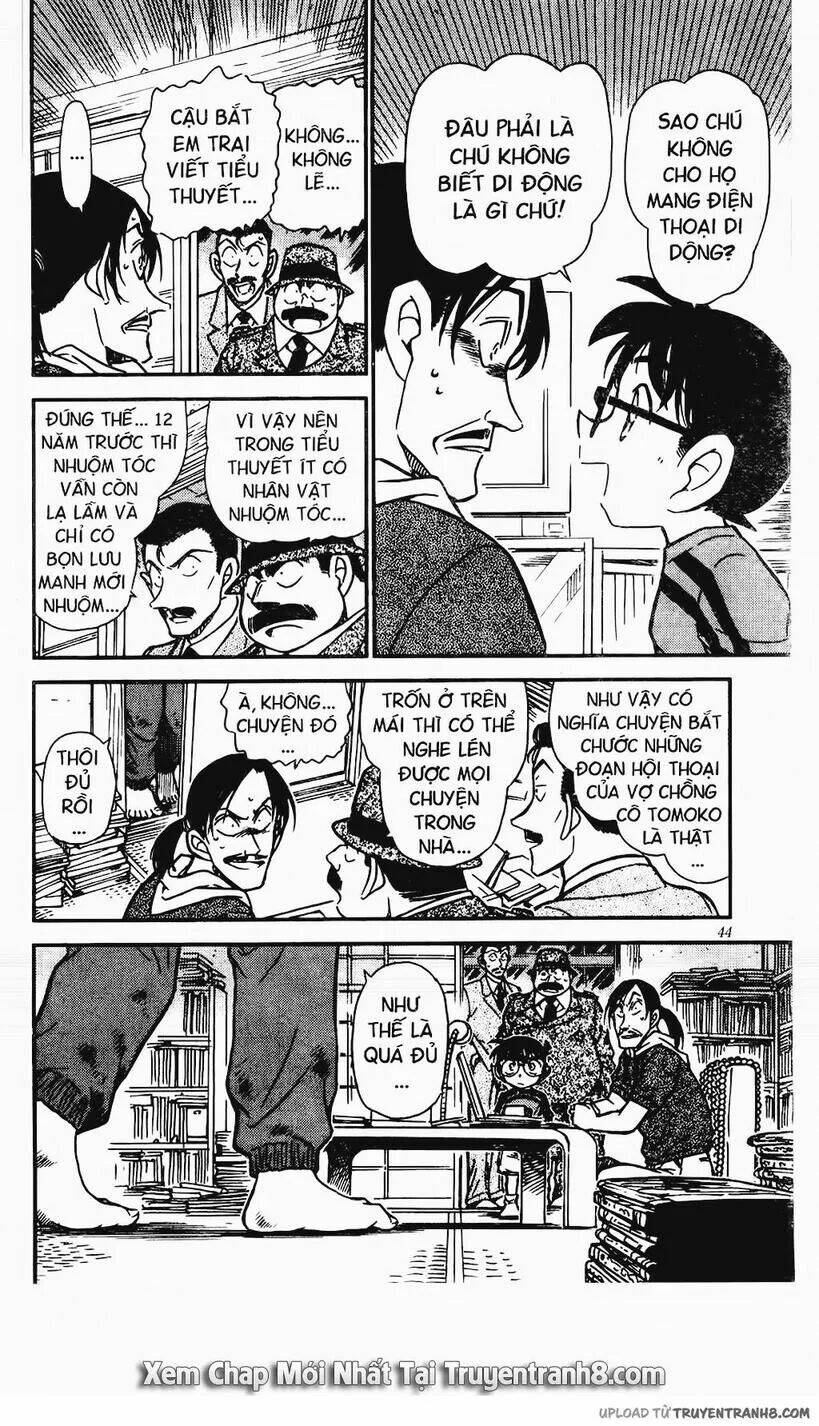 SAO CHÚ
KHÔNG
CHO HỌ
MANG ĐIỆN
THOẠI DI
DỘNG?
ĐÂU PHẢI LÀ
CHÚ KHÔNG
BIẾT DI ĐỘNG
LÀ GÌ CHỨ!
KHÔNG...
KHÔNG
LẼ...
CẬU BẮT
EM TRAI
VIẾT TIỂU
THUYẾT...
...
VÌ VẬY NÊN
TRONG TIỂU
THUYẾT ÍT CÓ
NHÂN VẬT
NHUỘM TÓC...
ĐÚNG THẾ... 12
NĂM TRƯỚC THÌ
NHUỘM TÓC
VẪN CÒN
LẠ LẪM VÀ
CHỈ CÓ
BỌN LƯU
MANH MỚI
NHUỘM...
NHƯ VẬY CÓ
NGHĨA CHUYỆN BẮT
CHƯỚC NHỮNG
ĐOẠN HỘI THOẠI
CỦA VỢ CHỒNG
CÔ TOMOKO
LÀ THẬT
...
TRỐN Ở TRÊN
MÁI THÌ CÓ THỂ
NGHE LÉN
ĐƯỢC MỌI
CHUYỆN
TRONG
NHÀ...
À, KHÔNG...
CHUYỆN ĐÓ
...
THÔI
ĐỦ
RỒI
...
44
NHƯ
THẾ LÀ
QUÁ ĐỦ
...
Xem Chap Mới Nhất Tại Truyentranh8.com
UPLOAD TỪ TRUYENTRANH8.COM